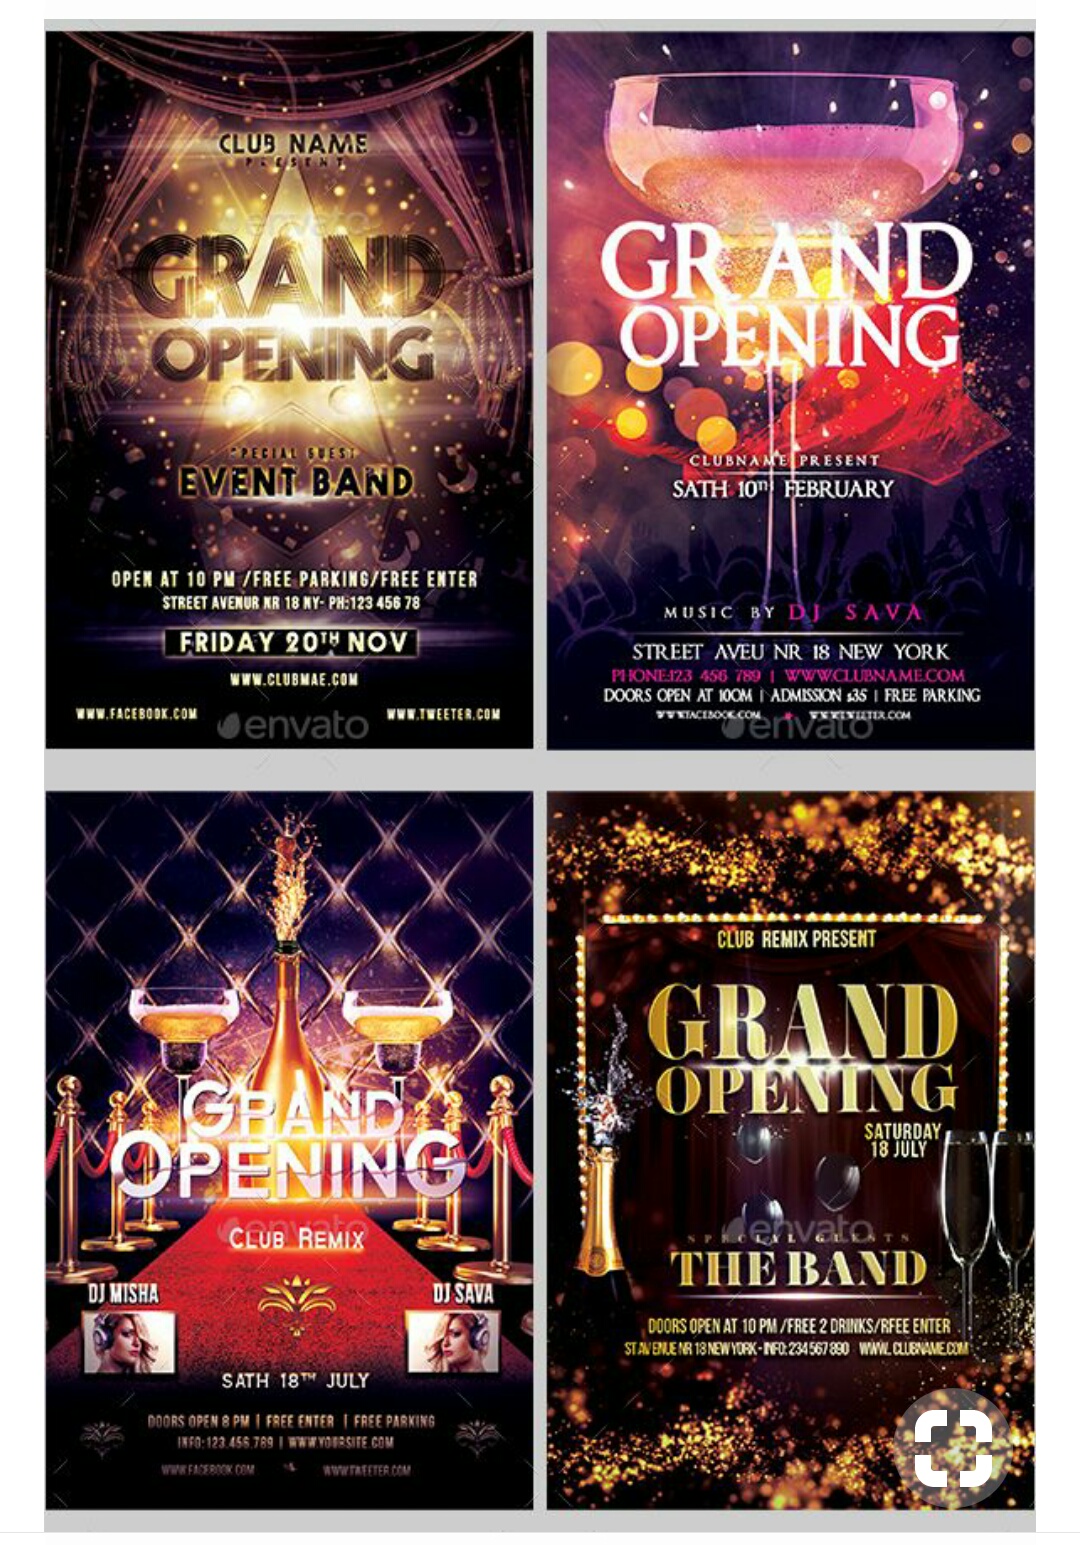 CLUB NAME
PRESENT
GRAND
OPENING
SPECIAL GUEST
EVENT BAND
OPEN AT 10 PM /FREE PARKING/FREE ENTER
STREET AVENUR NR 18 NY- PH:123 456 78
FRIDAY 20TH NOV
WWW.CLUBMAE.COM
WWW.FACEBOOK.COM WWW.TWEETER.COM
envato
GRAND
OPENING
CLUBNAME PRESENT
SATH 10TH FEBRUARY
MUSIC BY DJ SAVA
STREET AVEU NR 18 NEW YORK
PHONE:123 456 789 | WWW.CLUBNAME.COM
DOORS OPEN AT 10OM | ADMISSION $35 | FREE PARKING
WWW.FACEBOOK.COM WWW.TWEETER.COM
envato
GRAND
OPENING
envato
CLUB REMIX
DJ MISHA DJ SAVA
SATH 18TH JULY
DOORS OPEN 8 PM | FREE ENTER | FREE PARKING
INFO:123.456.789 | WWW.YOURSITE.COM
WWW.FACEBOOK.COM WWW.TWEETER.COM
CLUB REMIX PRESENT
GRAND
OPENING
SATURDAY
18 JULY
envato
SPECIAL GUESTS
THE BAND
DOORS OPEN AT 10 PM /FREE 2 DRINKS/RFEE ENTER
ST AVENUE NR 18 NEW YORK - INFO: 234 567 890 WWW. CLUBNAME.COM